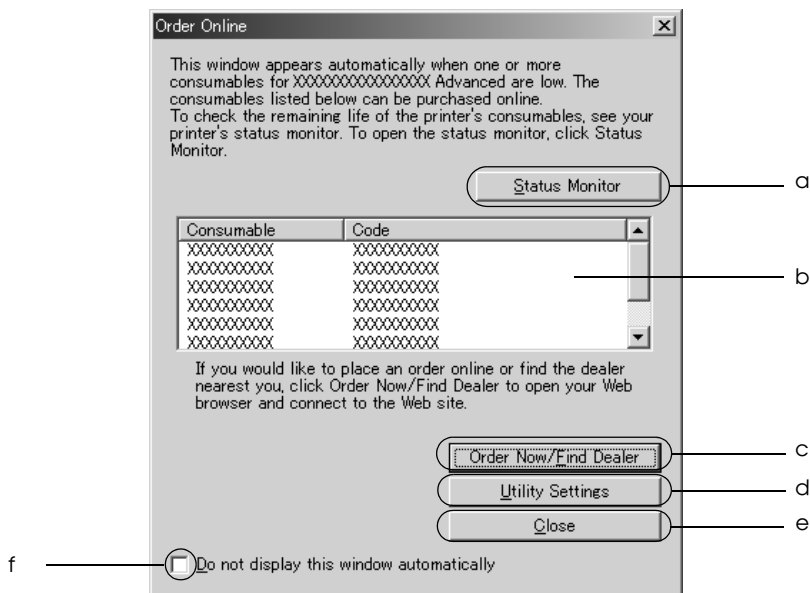 Order Online
This window appears automatically when one or more
consumables for XXXXXXXXXXXXXXXX Advanced are low. The
consumables listed below can be purchased online.
To check the remaining life of the printer's consumables, see your
printer's status monitor. To open the status monitor, click Status
Monitor.
Status Monitor
a
Consumable Code
XXXXXXXXXX XXXXXXXXXX
XXXXXXXXXX XXXXXXXXXX
XXXXXXXXXX XXXXXXXXXX
XXXXXXXXXX XXXXXXXXXX
XXXXXXXXXX XXXXXXXXXX
XXXXXXXXXX XXXXXXXXXX
b
If you would like to place an order online or find the dealer
nearest you, click Order Now/Find Dealer to open your Web
browser and connect to the Web site.
Order Now/Find Dealer
c
Utility Settings
d
Close
e
f
Do not display this window automatically